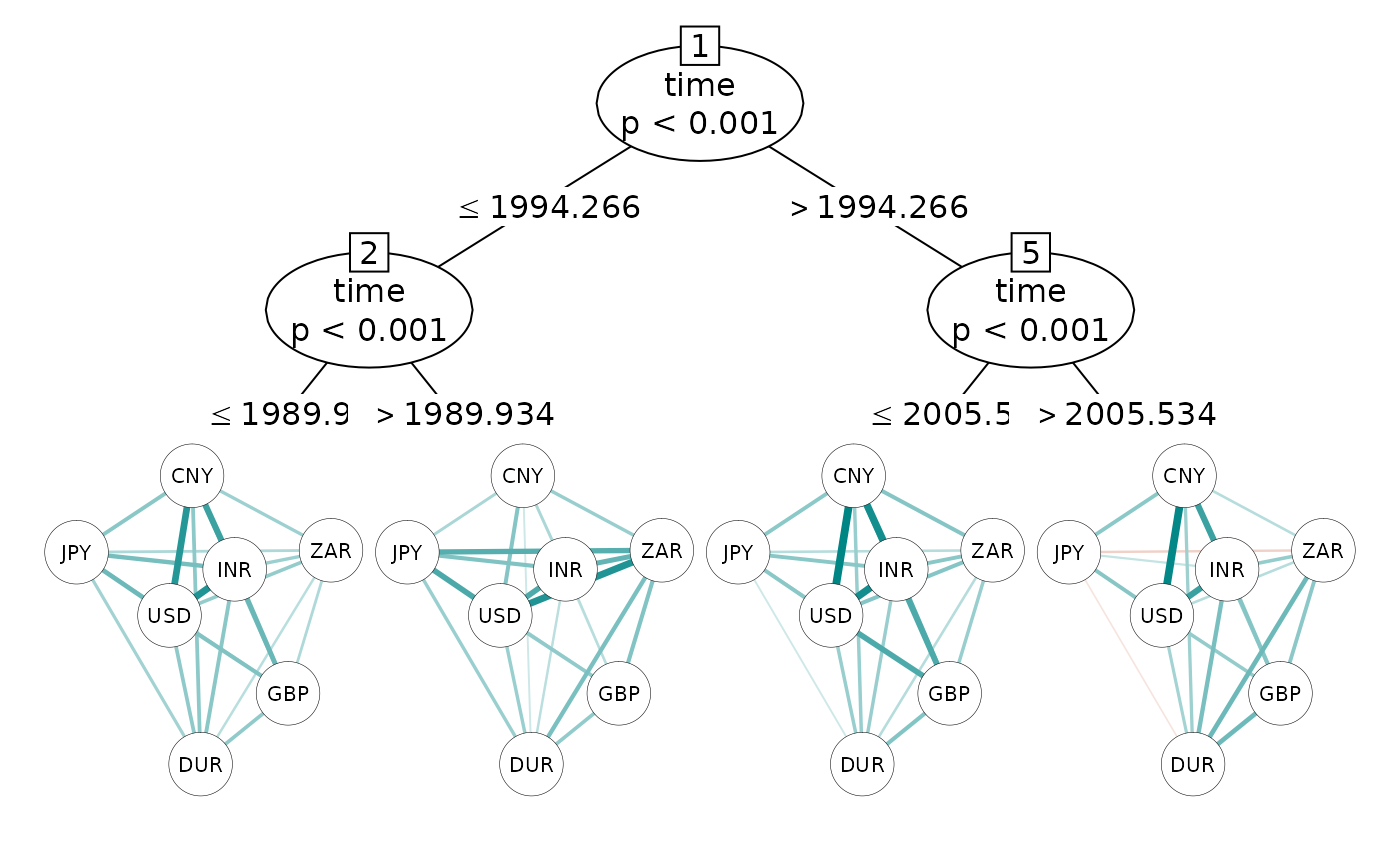 1
time
p < 0.001
≤ 1994.266
> 1994.266
2
time
p < 0.001
5
time
p < 0.001
≤ 1989.9
> 1989.934
≤ 2005.5
> 2005.534
CNY
JPY
ZAR
INR
USD
GBP
DUR
CNY
JPY
ZAR
INR
USD
GBP
DUR
CNY
JPY
ZAR
INR
USD
GBP
DUR
CNY
JPY
ZAR
INR
USD
GBP
DUR